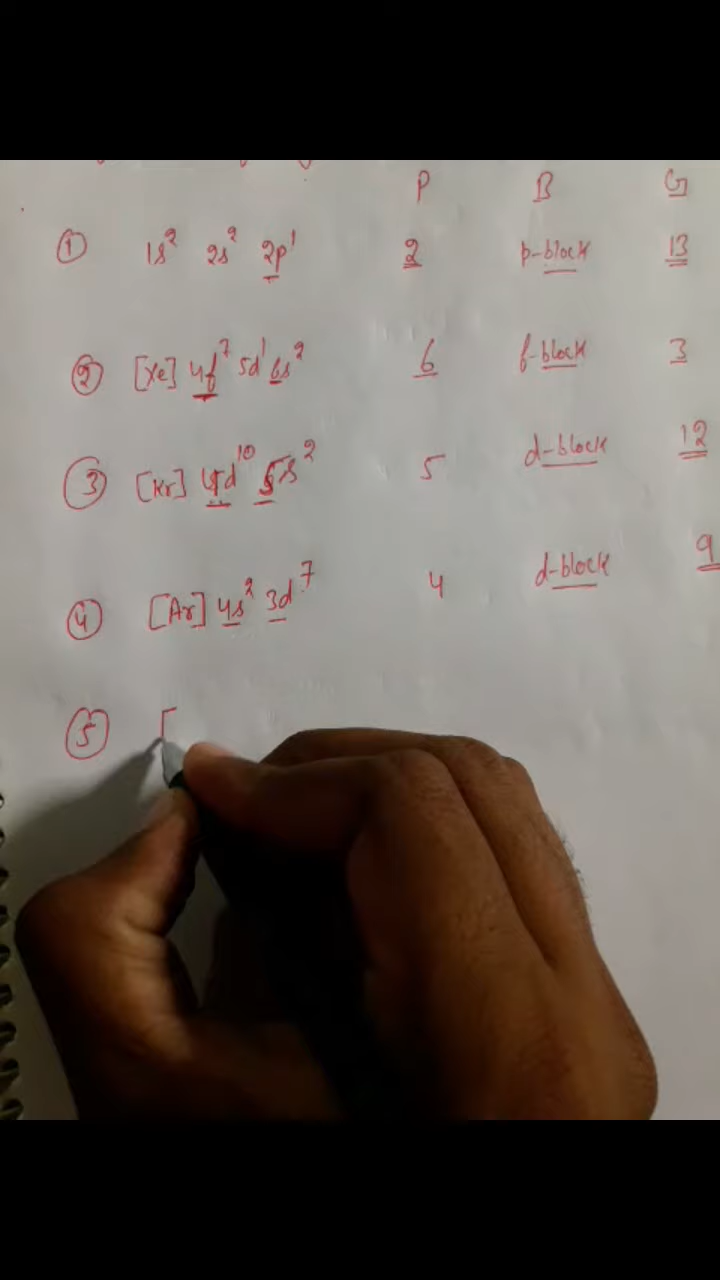 P B G
① 1s² 2s² 2p¹ 2 p-block 13
② [Xe] 4f⁷ 5d¹ 6s² 6 f-block 3
③ [Kr] 4d¹⁰ 5s² 5 d-block 12
④ [Ar] 4s² 3d⁷ 4 d-block 9
⑤ [